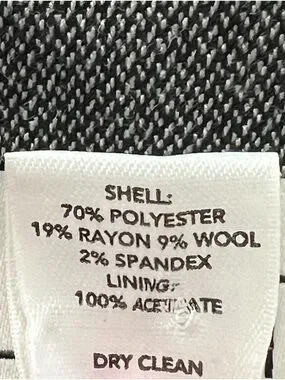 SHELL:
70% POLYESTER
19% RAYON 9% WOOL
2% SPANDEX
LINING:
100% ACETATE
DRY CLEAN